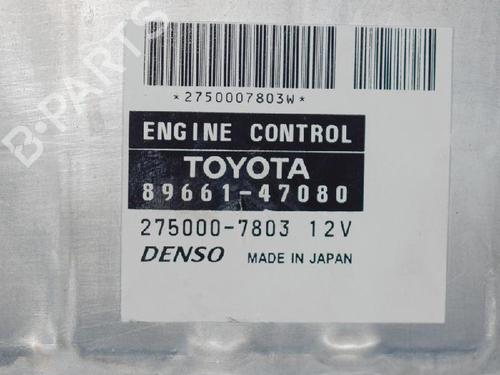 *2750007803W*
ENGINE CONTROL
TOYOTA
89661-47080
275000-7803 12V
DENSO MADE IN JAPAN
B-PARTS